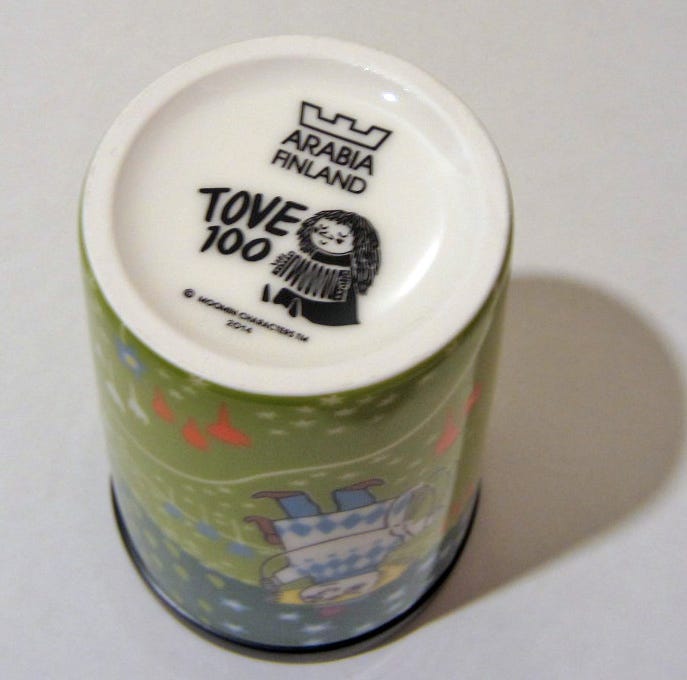 ARABIA
FINLAND
TOVE
100
© MOOMIN CHARACTERS TM
2014